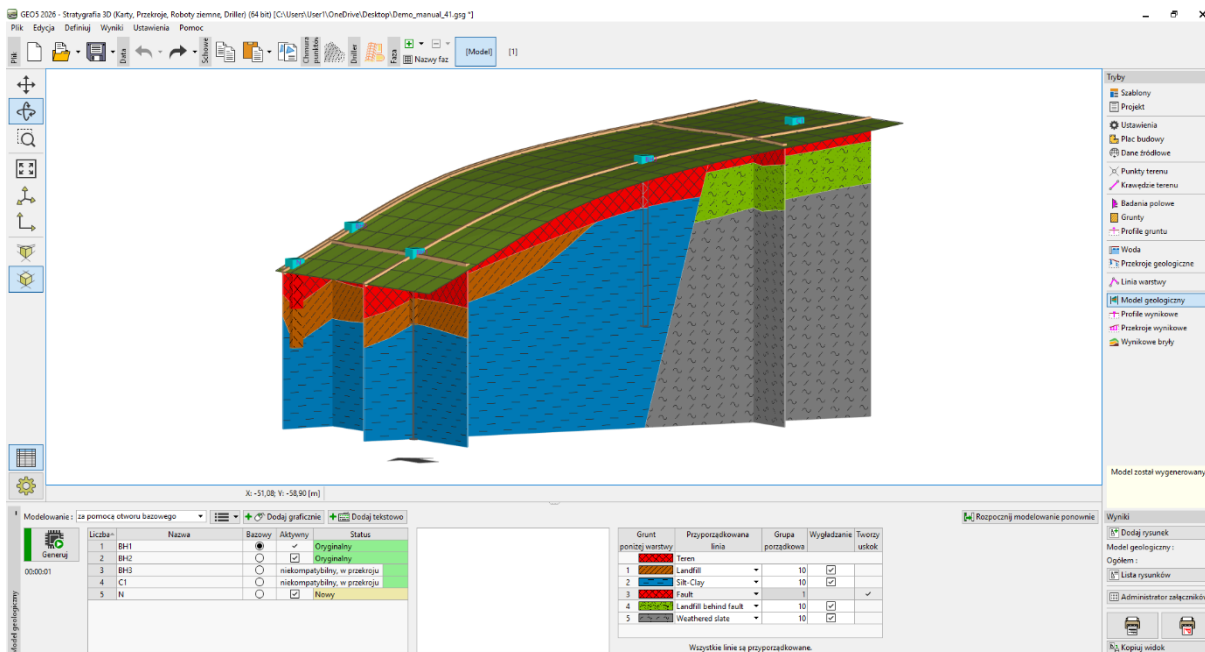 GEO5 2026 - Stratygrafia 3D (Karty, Przekroje, Roboty ziemne, Driller) (64 bit) [C:\Users\User1\OneDrive\Desktop\Demo_manual_41.gsg *]
Plik Edycja Definiuj Wyniki Ustawienia Pomoc
Plik
Data
Schowek
Chmura punktów
Driller
Faza
Nazwy faz
[Model]
[1]
Tryby
Szablony
Projekt
Ustawienia
Plac budowy
Dane źródłowe
Punkty terenu
Krawędzie terenu
Badania polowe
Grunty
Profile gruntu
Woda
Przekroje geologiczne
Linia warstwy
Model geologiczny
Profile wynikowe
Przekroje wynikowe
Wynikowe bryły
Model został wygenerowany
X: -51,08; Y: -58,90 [m]
Modelowanie : za pomocą otworu bazowego
Dodaj graficznie
Dodaj tekstowo
Rozpocznij modelowanie ponownie
Generuj
00:00:01
Model geologiczny
Liczba Nazwa Bazowy Aktywny Status
1 BH1 Oryginalny
2 BH2 Oryginalny
3 BH3 niekompatybilny, w przekroju
4 C1 niekompatybilny, w przekroju
5 N Nowy
Grunt Przyporządkowana Grupa Wygładzanie Tworzy
poniżej warstwy linia porządkowa uskok
Teren
1 Landfill 10
2 Silt-Clay 10
3 Fault 1
4 Landfill behind fault 10
5 Weathered slate 10
Wszystkie linie są przyporządkowane.
Wyniki
Dodaj rysunek
Model geologiczny :
Ogółem :
Lista rysunków
Administrator załączników
Kopiuj widok